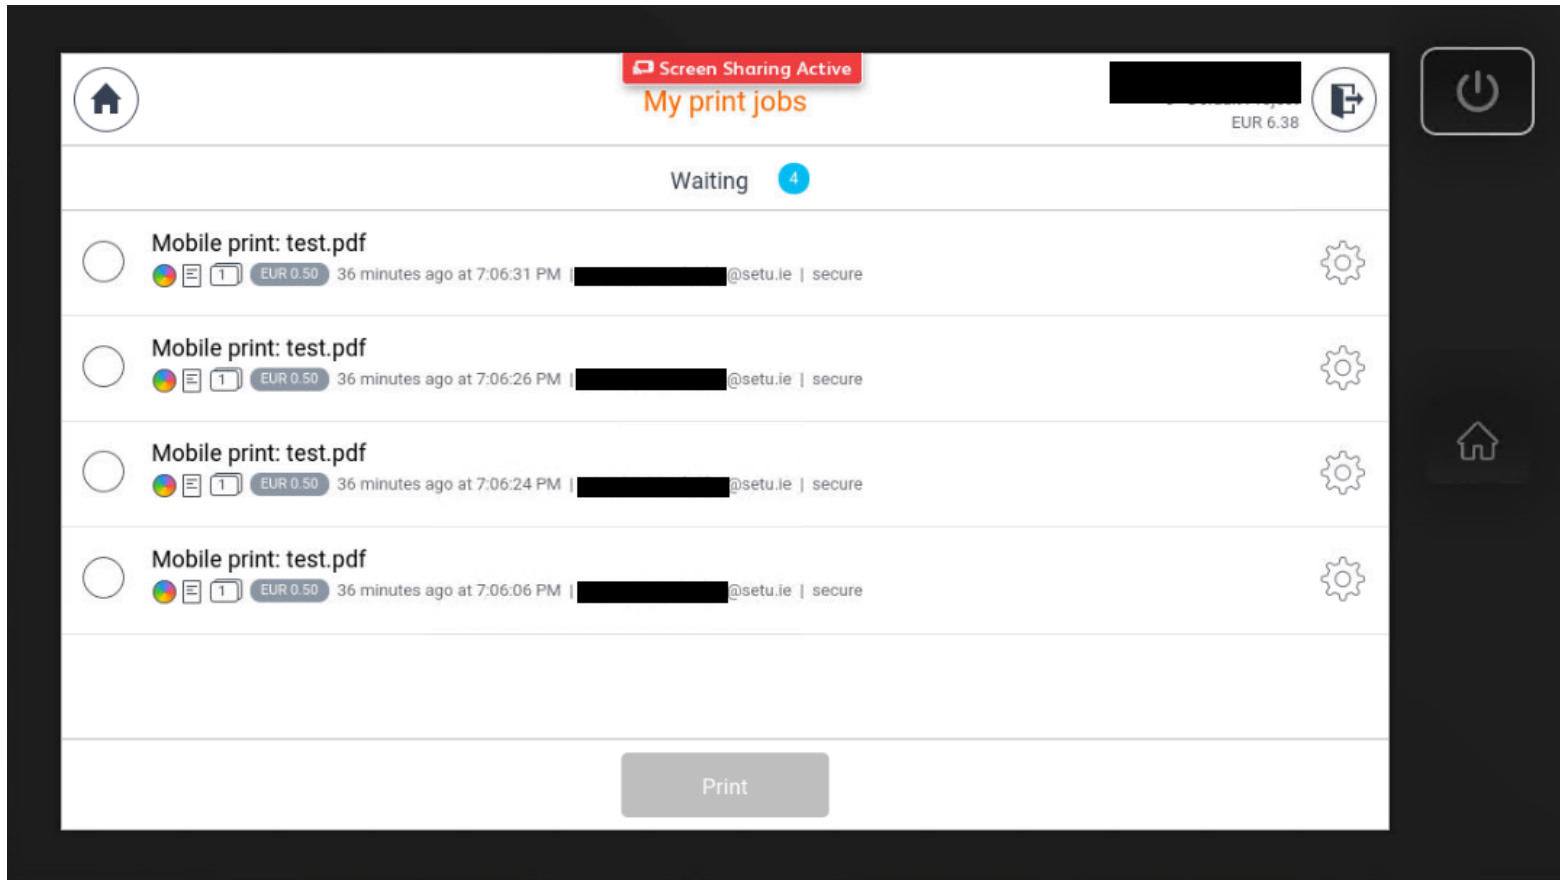 Screen Sharing Active
My print jobs
EUR 6.38
Waiting 4
Mobile print: test.pdf
1 EUR 0.50 36 minutes ago at 7:06:31 PM | @setu.ie | secure
Mobile print: test.pdf
1 EUR 0.50 36 minutes ago at 7:06:26 PM | @setu.ie | secure
Mobile print: test.pdf
1 EUR 0.50 36 minutes ago at 7:06:24 PM | @setu.ie | secure
Mobile print: test.pdf
1 EUR 0.50 36 minutes ago at 7:06:06 PM | @setu.ie | secure
Print